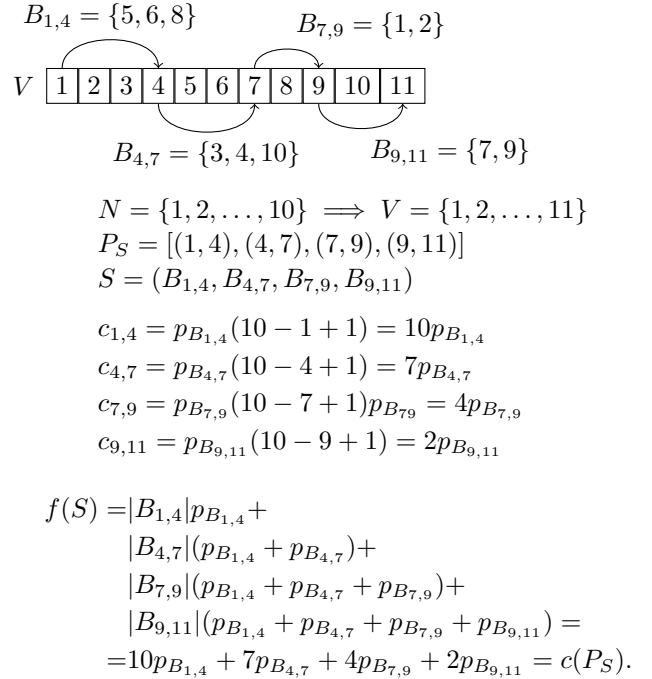 B_{1,4} = {5, 6, 8}
B_{7,9} = {1, 2}
V 1 2 3 4 5 6 7 8 9 10 11
B_{4,7} = {3, 4, 10}
B_{9,11} = {7, 9}
N = {1, 2, . . . , 10} ⟹ V = {1, 2, . . . , 11}
P_S = [(1, 4), (4, 7), (7, 9), (9, 11)]
S = (B_{1,4}, B_{4,7}, B_{7,9}, B_{9,11})
c_{1,4} = p_{B_{1,4}}(10 − 1 + 1) = 10p_{B_{1,4}}
c_{4,7} = p_{B_{4,7}}(10 − 4 + 1) = 7p_{B_{4,7}}
c_{7,9} = p_{B_{7,9}}(10 − 7 + 1)p_{B_{79}} = 4p_{B_{7,9}}
c_{9,11} = p_{B_{9,11}}(10 − 9 + 1) = 2p_{B_{9,11}}
f(S) =|B_{1,4}|p_{B_{1,4}}+
|B_{4,7}|(p_{B_{1,4}} + p_{B_{4,7}})+
|B_{7,9}|(p_{B_{1,4}} + p_{B_{4,7}} + p_{B_{7,9}})+
|B_{9,11}|(p_{B_{1,4}} + p_{B_{4,7}} + p_{B_{7,9}} + p_{B_{9,11}}) =
=10p_{B_{1,4}} + 7p_{B_{4,7}} + 4p_{B_{7,9}} + 2p_{B_{9,11}} = c(P_S).